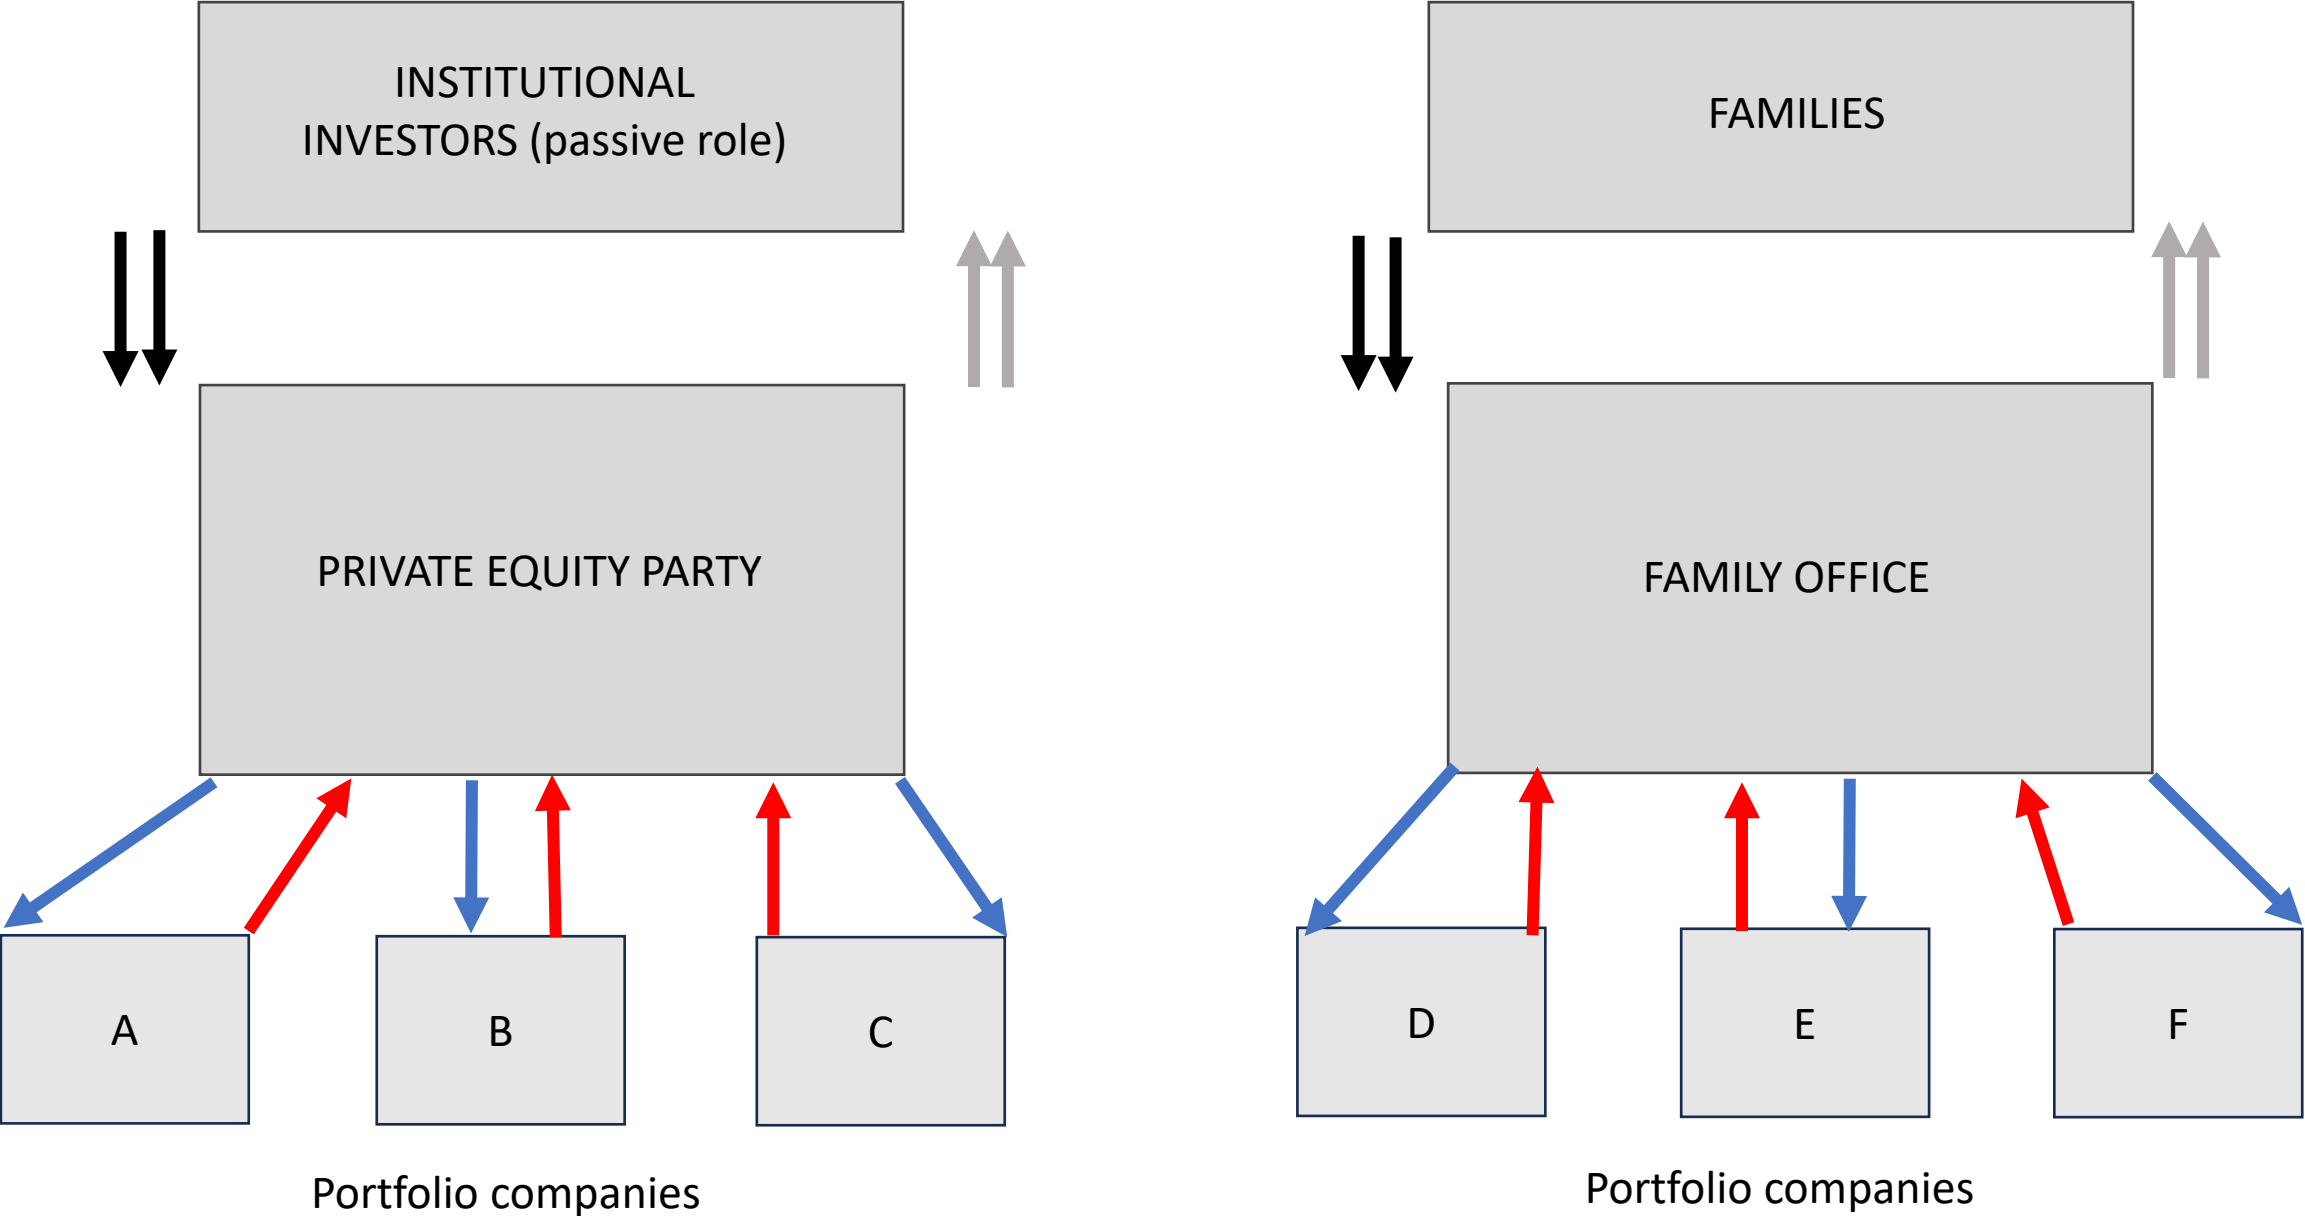 INSTITUTIONAL
INVESTORS (passive role)
PRIVATE EQUITY PARTY
A
B
C
Portfolio companies
FAMILIES
FAMILY OFFICE
D
E
F
Portfolio companies